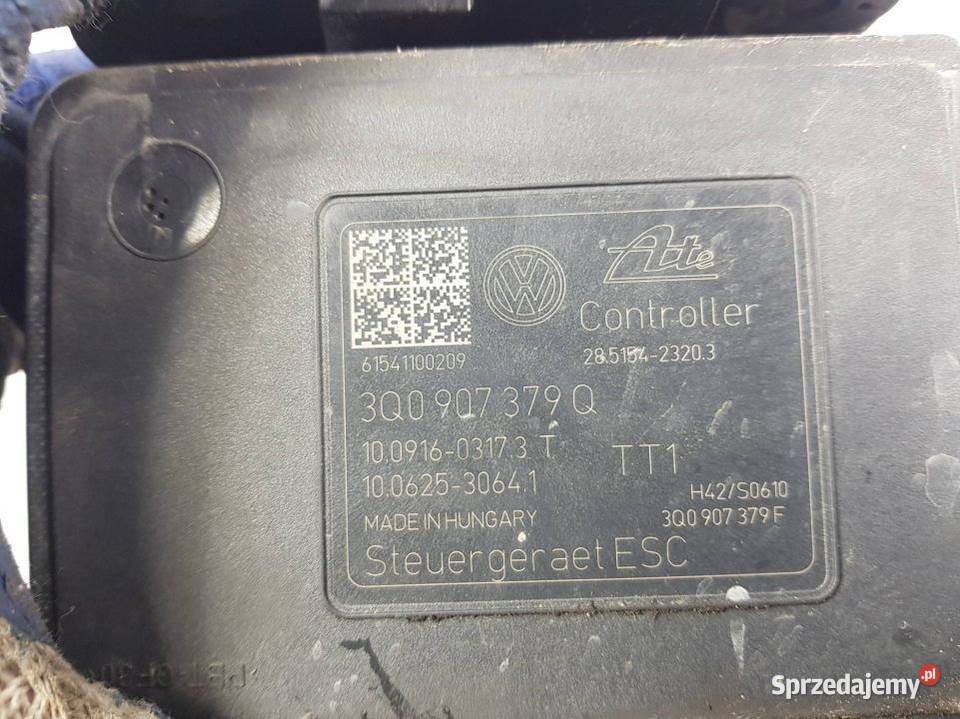 Ate
Controller
61541100209
28.5154-2320.3
3Q0 907 379 Q
10.0916-0317.3 T
TT1
10.0625-3064.1
H42/S0610
MADE IN HUNGARY
3Q0 907 379 F
Steuergeraet ESC
Sprzedajemy.pl